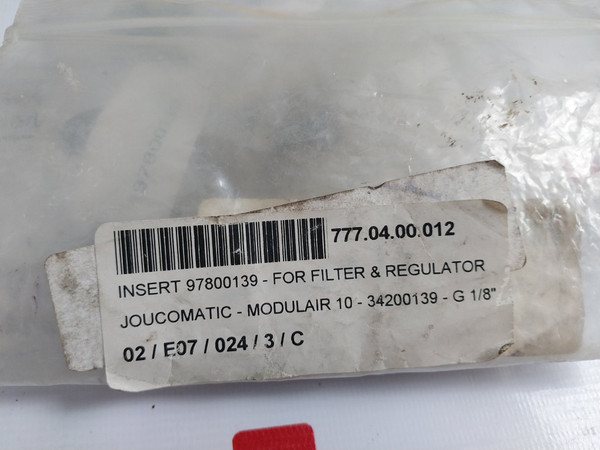 777.04.00.012
INSERT 97800139 - FOR FILTER & REGULATOR
JOUCOMATIC - MODULAIR 10 - 34200139 - G 1/8"
02 / E07 / 024 / 3 / C